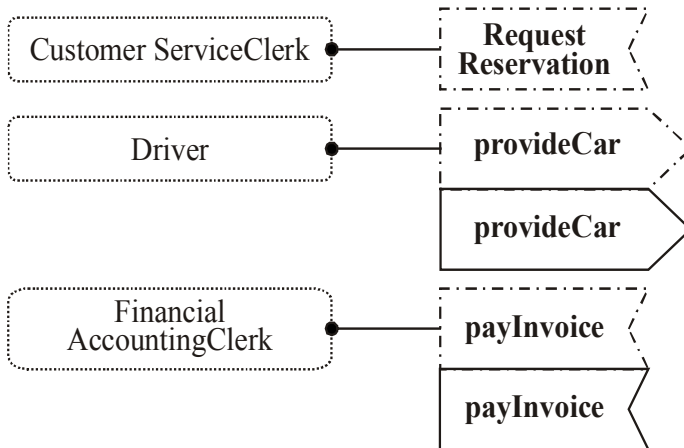 Customer ServiceClerk
Request
Reservation
Driver
provideCar
provideCar
Financial
AccountingClerk
payInvoice
payInvoice